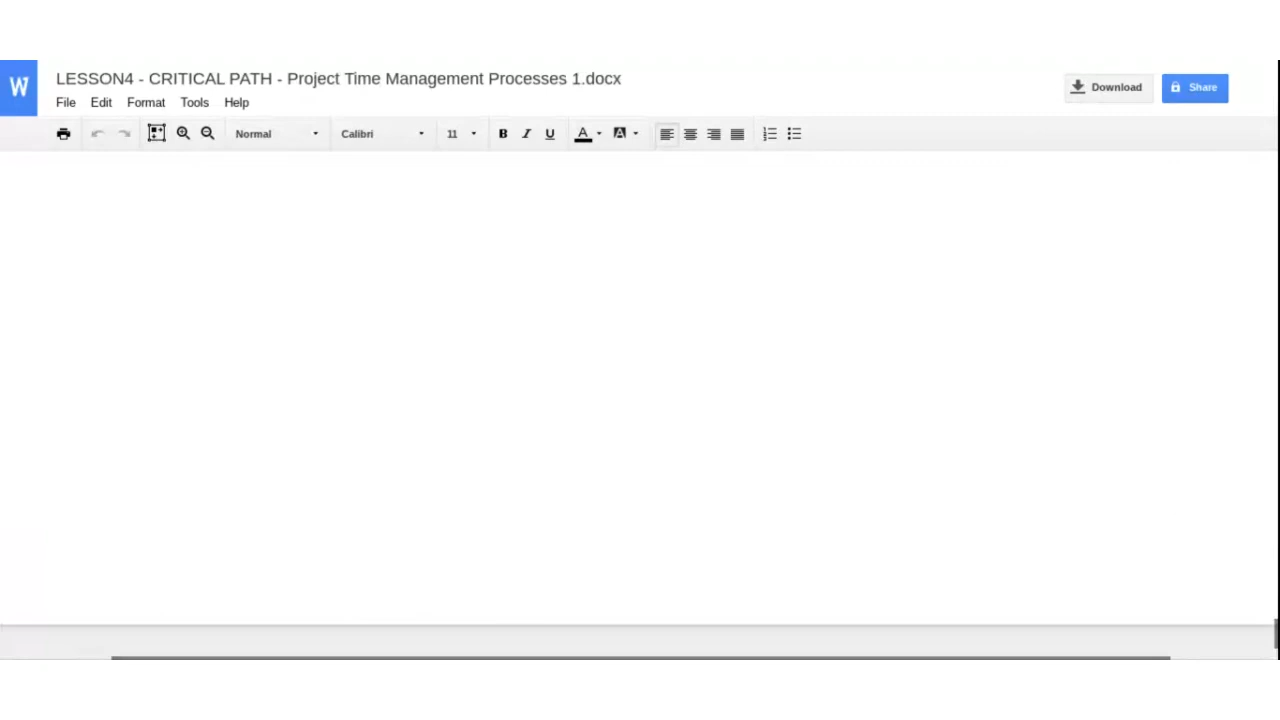 W
LESSON4 - CRITICAL PATH - Project Time Management Processes 1.docx
File Edit Format Tools Help
Download
Share
Normal Calibri 11 B I U A A